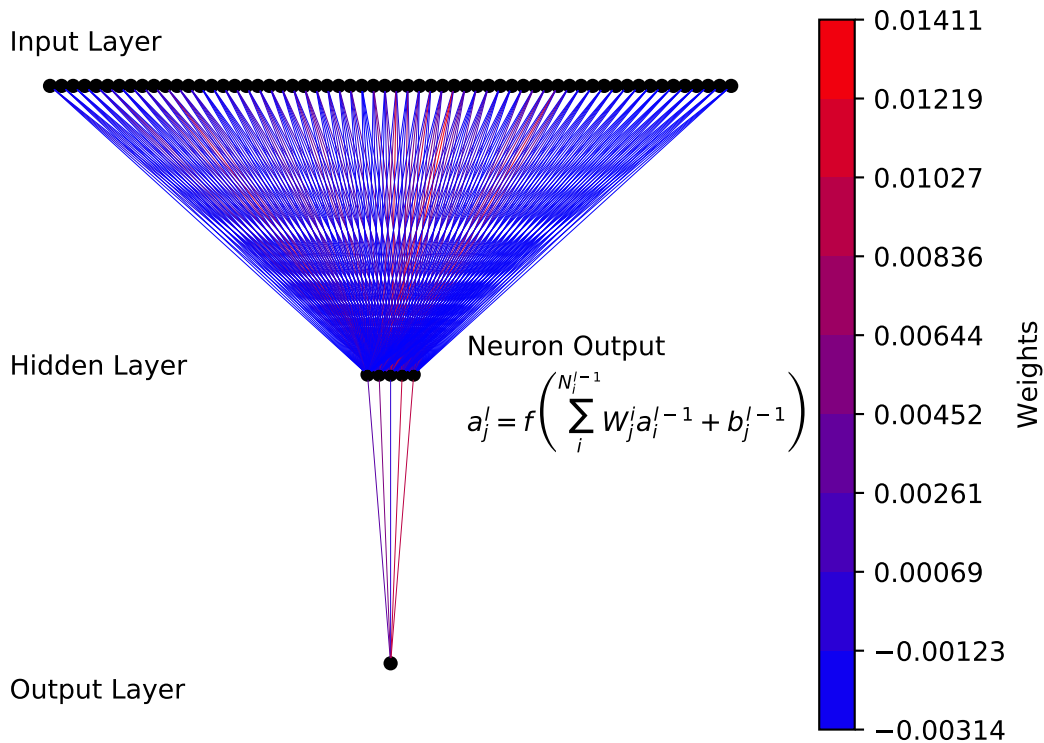 Input Layer
Hidden Layer
Output Layer
Neuron Output
$a_j^l = f\left(\sum_i^{N_i^{l-1}} W_j^i a_i^{l-1} + b_j^{l-1}\right)$
0.01411
0.01219
0.01027
0.00836
0.00644
0.00452
0.00261
0.00069
−0.00123
−0.00314
Weights